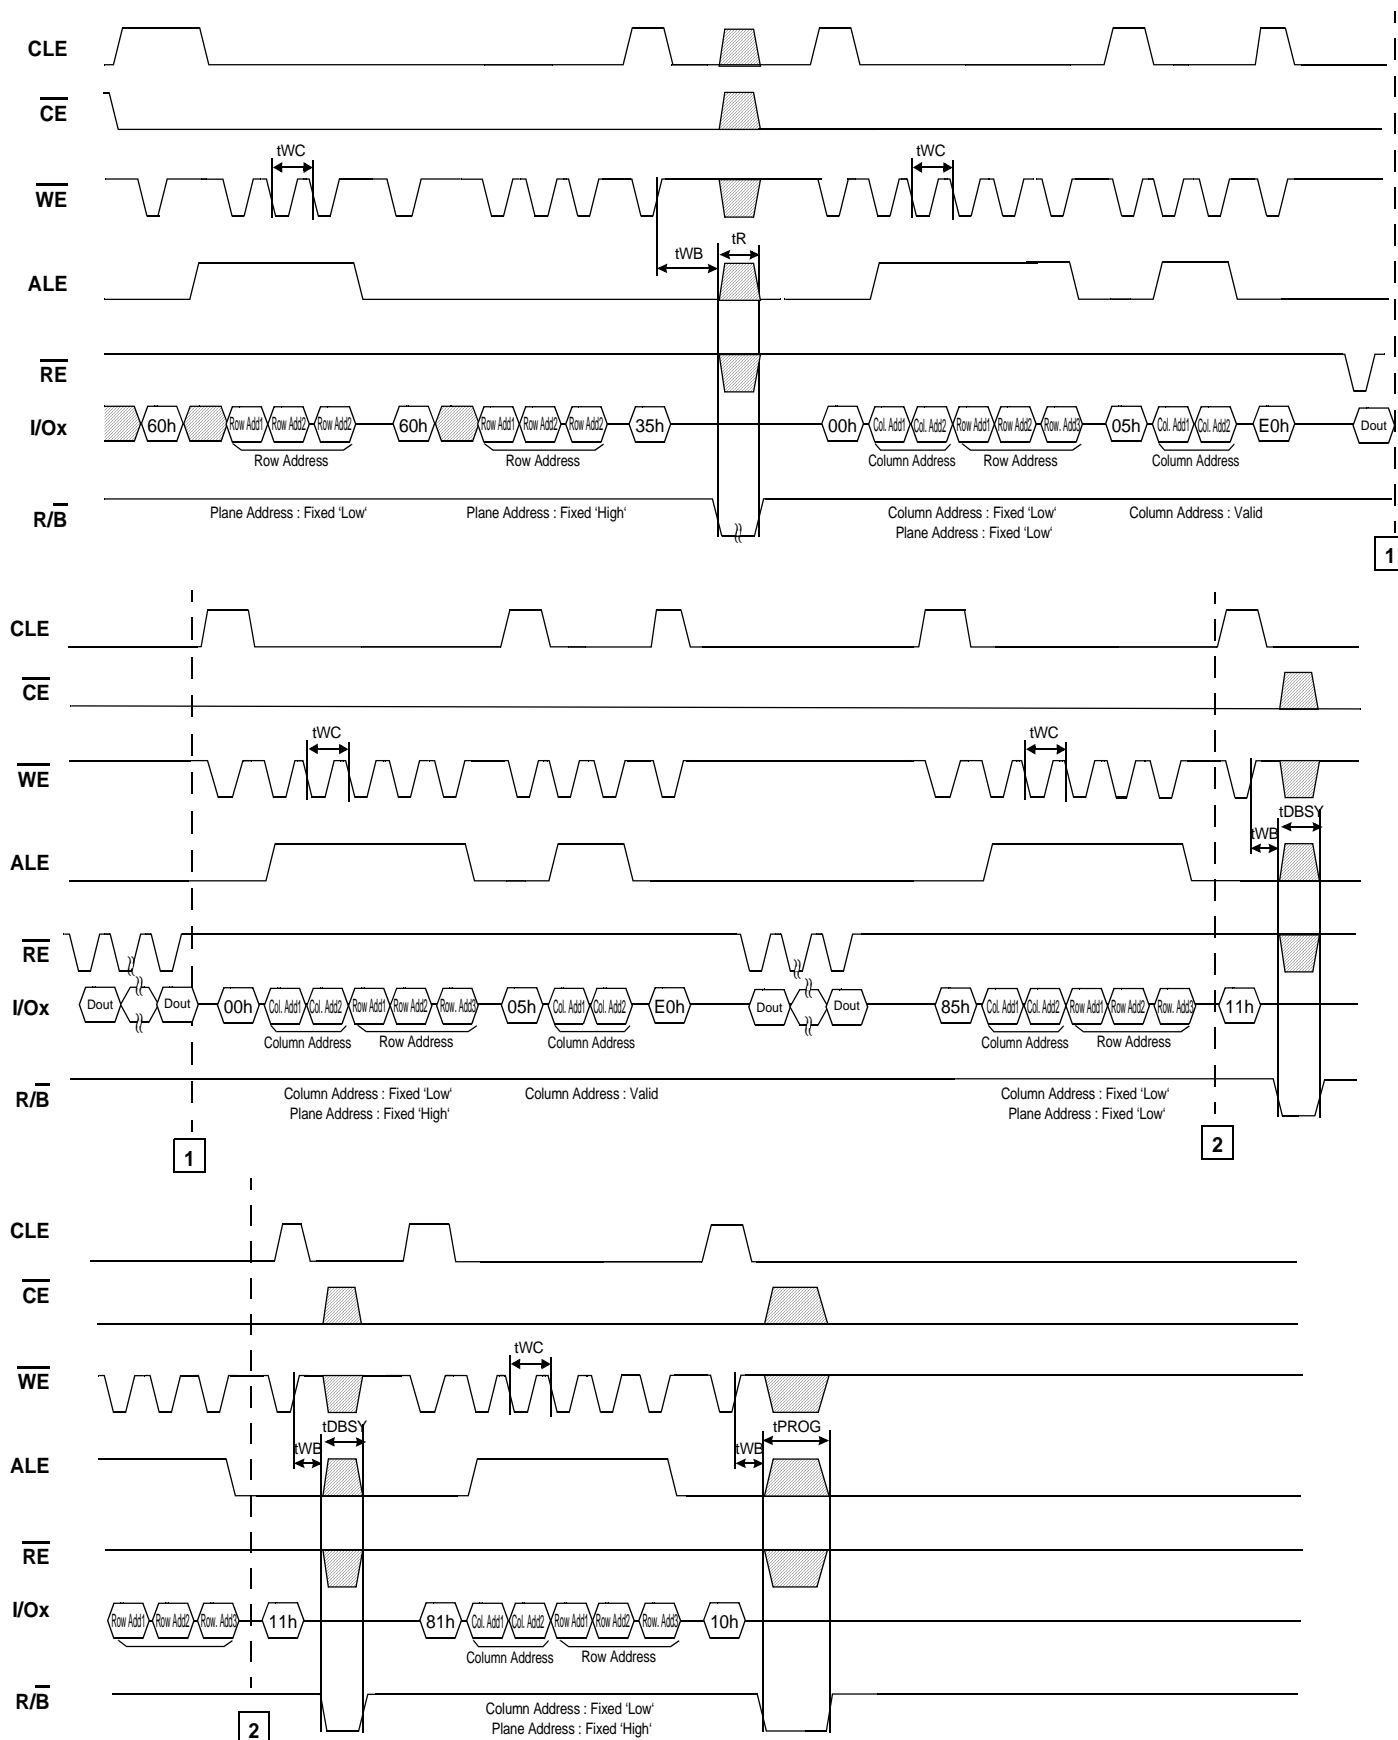 CLE
CE
tWC tWC
WE
tWB tR
ALE
RE
I/Ox 60h Row Add1 Row Add2 Row Add2 60h Row Add1 Row Add2 Row Add2 35h 00h Col. Add1 Col. Add2 Row Add1 Row Add2 Row. Add3 05h Col. Add1 Col. Add2 E0h Dout
Row Address Row Address Column Address Row Address Column Address
R/B Plane Address : Fixed 'Low' Plane Address : Fixed 'High' Column Address : Fixed 'Low' Column Address : Valid
Plane Address : Fixed 'Low'
1
CLE
CE
tWC tWC
WE
tWB tDBSY
ALE
RE
I/Ox Dout Dout 00h Col. Add1 Col. Add2 Row Add1 Row Add2 Row. Add3 05h Col. Add1 Col. Add2 E0h Dout Dout 85h Col. Add1 Col. Add2 Row Add1 Row Add2 Row. Add3 11h
Column Address Row Address Column Address Column Address Row Address
R/B Column Address : Fixed 'Low' Column Address : Valid Column Address : Fixed 'Low'
Plane Address : Fixed 'High' Plane Address : Fixed 'Low'
1 2
CLE
CE
tWC
WE
tWB tDBSY tWB tPROG
ALE
RE
I/Ox Row Add1 Row Add2 Row. Add3 11h 81h Col. Add1 Col. Add2 Row Add1 Row Add2 Row. Add3 10h
Column Address Row Address
R/B Column Address : Fixed 'Low'
2 Plane Address : Fixed 'High'